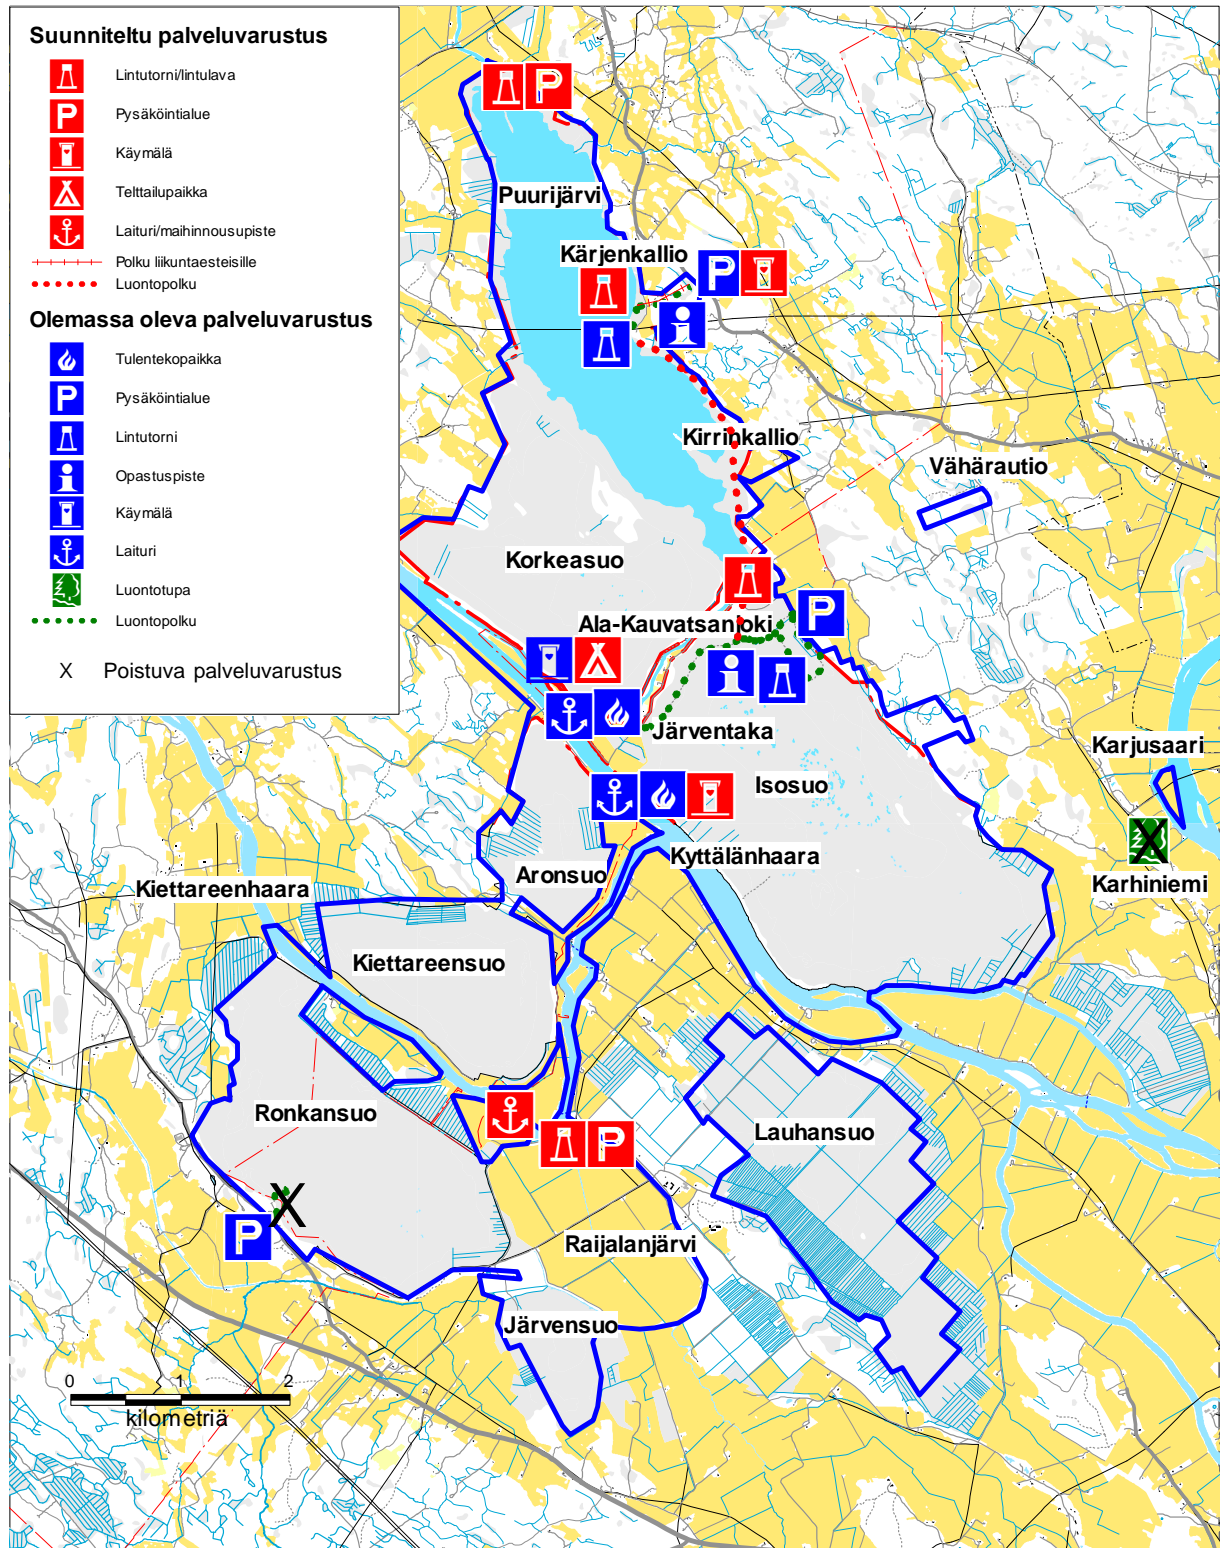 Suunniteltu palveluvarustus
Lintutorni/lintulava
P Pysäköintialue
Käymälä
Telttailupaikka
Laituri/maihinnousupiste
Polku liikuntaesteisille
Luontopolku
Olemassa oleva palveluvarustus
Tulentekopaikka
P Pysäköintialue
Lintutorni
Opastuspiste
Käymälä
Laituri
Luontotupa
Luontopolku
X Poistuva palveluvarustus
P
Puurijärvi
Kärjenkallio
P
Kirrinkallio
Vähärautio
Korkeasuo
Ala-Kauvatsanjoki
P
Järventaka
Karjusaari
Isosuo
X
Kyttälänhaara
Aronsuo
Karhiniemi
Kiettareenhaara
Kiettareensuo
Ronkansuo
Lauhansuo
P
X
P
Raijalanjärvi
Järvensuo
0 1 2
kilometriä